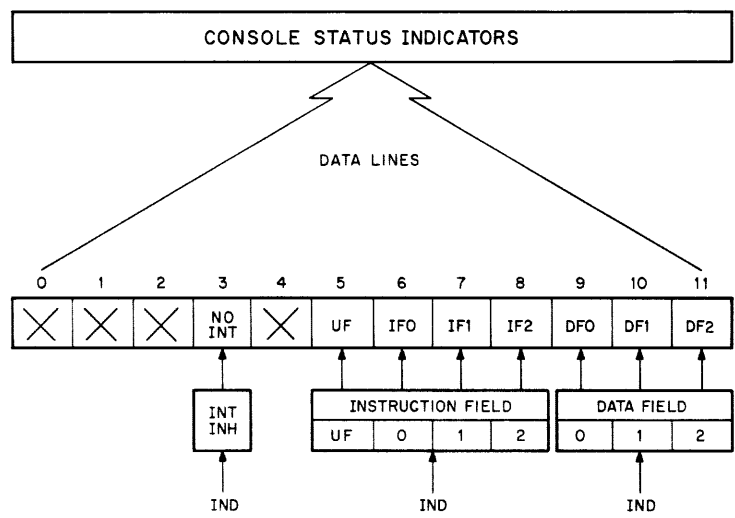 CONSOLE STATUS INDICATORS
DATA LINES
0 1 2 3 4 5 6 7 8 9 10 11
NO INT UF IF0 IF1 IF2 DF0 DF1 DF2
INT INH
INSTRUCTION FIELD DATA FIELD
UF 0 1 2 0 1 2
IND IND IND